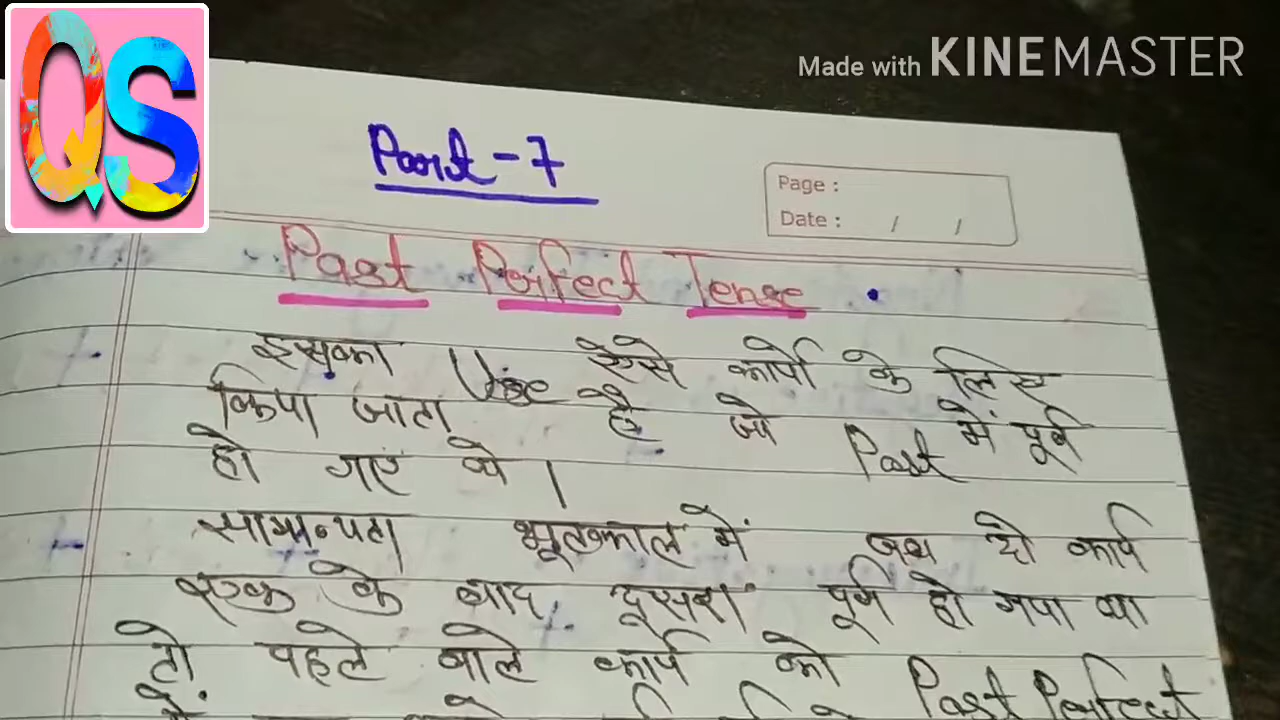 QS
Made with KINEMASTER
Part - 7
Page :
Date : / /
Past Perfect Tense
इसका Use ऐसे कार्यो के लिए
किया जाता है जो Past में पूर्ण
हो गए थे ।
सामान्यता भूतकाल में जब दो कार्य
एक के बाद दूसरा पूर्ण हो गया था
तो पहले वाले कार्य को Past Perfect
में